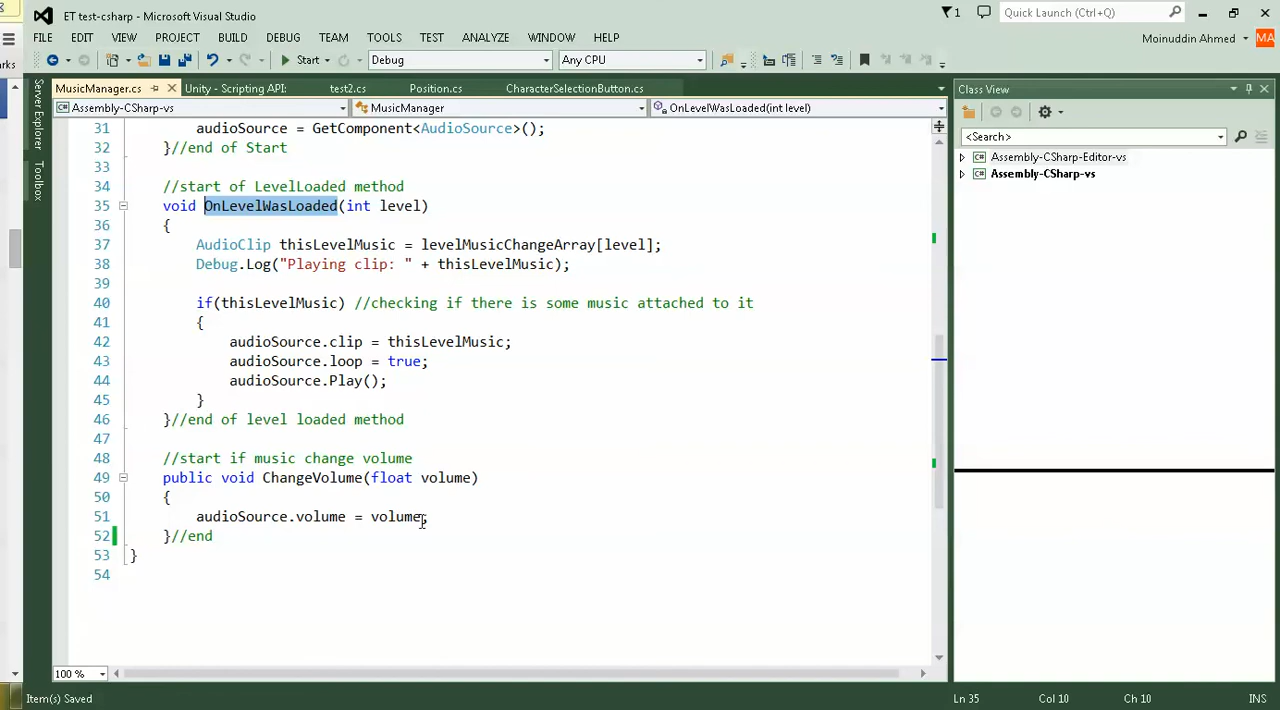 ET test-csharp - Microsoft Visual Studio
1
Quick Launch (Ctrl+Q)
FILE EDIT VIEW PROJECT BUILD DEBUG TEAM TOOLS TEST ANALYZE WINDOW HELP
Moinuddin Ahmed
MA
arks
Start
Debug
Any CPU
MusicManager.cs
Unity - Scripting API:
test2.cs
Position.cs
CharacterSelectionButton.cs
Class View
Server Explorer
Toolbox
Assembly-CSharp-vs
MusicManager
OnLevelWasLoaded(int level)
<Search>
Assembly-CSharp-Editor-vs
Assembly-CSharp-vs
31 audioSource = GetComponent<AudioSource>();
32 }//end of Start
33
34 //start of LevelLoaded method
35 void OnLevelWasLoaded(int level)
36 {
37 AudioClip thisLevelMusic = levelMusicChangeArray[level];
38 Debug.Log("Playing clip: " + thisLevelMusic);
39
40 if(thisLevelMusic) //checking if there is some music attached to it
41 {
42 audioSource.clip = thisLevelMusic;
43 audioSource.loop = true;
44 audioSource.Play();
45 }
46 }//end of level loaded method
47
48 //start if music change volume
49 public void ChangeVolume(float volume)
50 {
51 audioSource.volume = volume;
52 }//end
53 }
54
100 %
Item(s) Saved
Ln 35
Col 10
Ch 10
INS